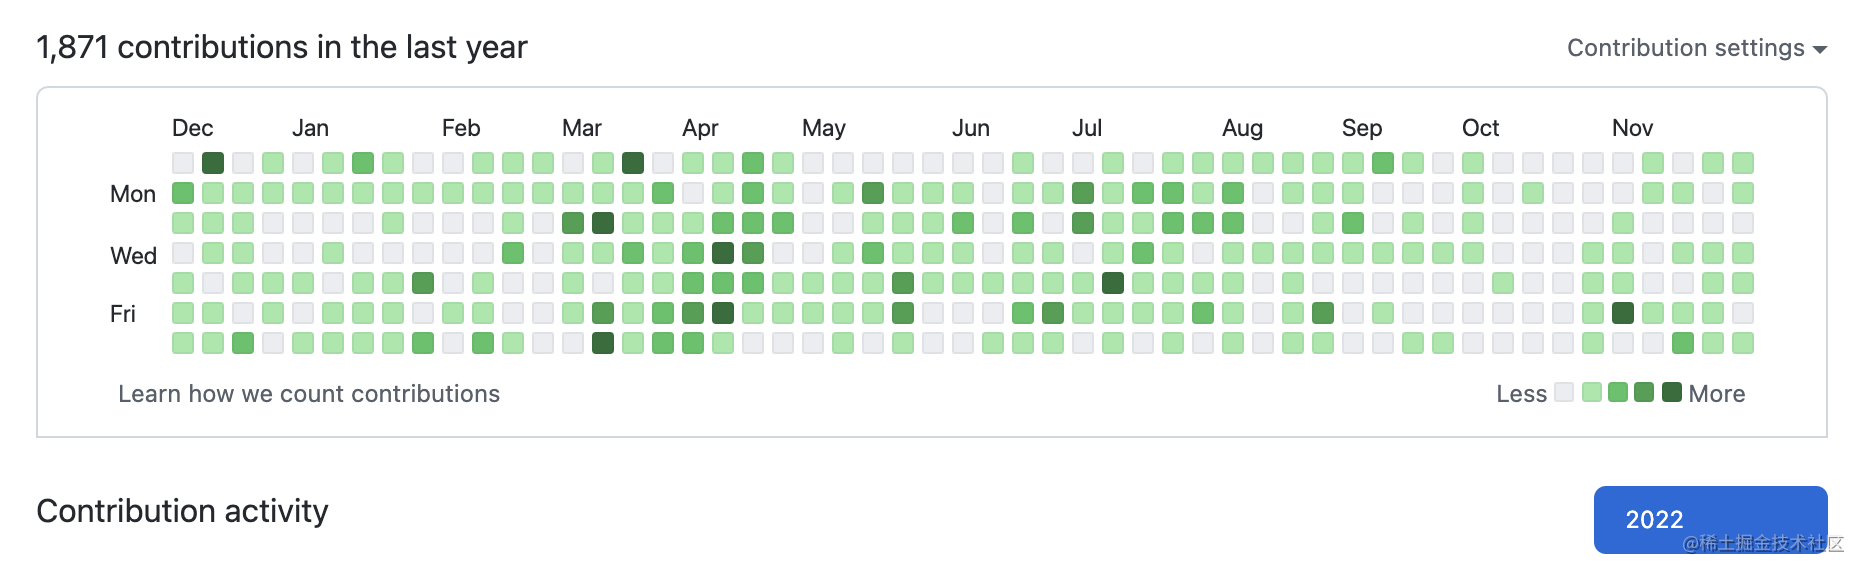 1,871 contributions in the last year
Contribution settings
Dec Jan Feb Mar Apr May Jun Jul Aug Sep Oct Nov
Mon
Wed
Fri
Learn how we count contributions
Less More
Contribution activity
2022
@稀土掘金技术社区